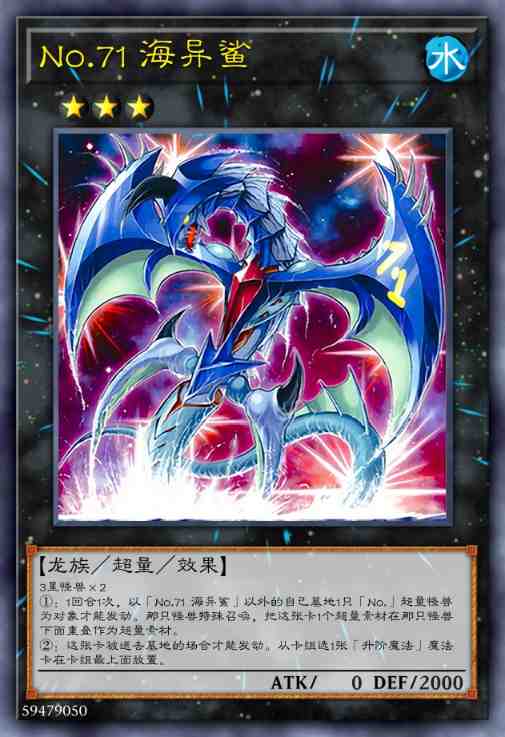 No.71 海异鲨
水
71
【龙族／超量／效果】
3星怪兽×2
①：1回合1次，以「No.71 海异鲨」以外的自己墓地1只「No.」超量怪兽
为对象才能发动。那只怪兽特殊召唤，把这张卡1个超量素材在那只怪兽
下面重叠作为超量素材。
②：这张卡被送去墓地的场合才能发动。从卡组选1张「升阶魔法」魔法
卡在卡组最上面放置。
ATK/ 0 DEF/2000
59479050